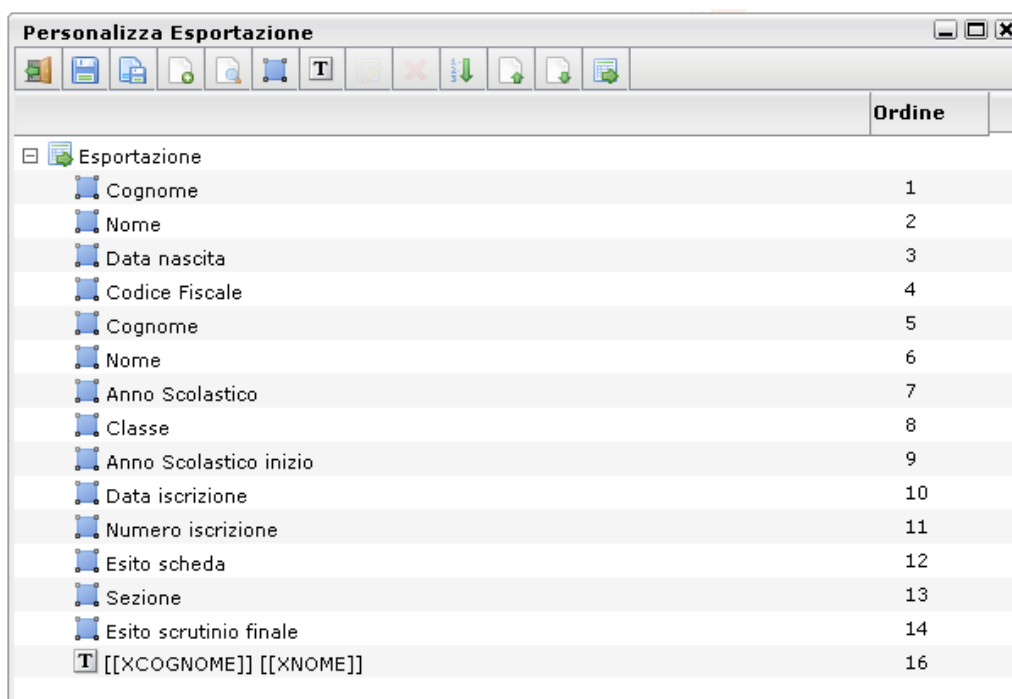 Personalizza Esportazione
T
Ordine
Esportazione
Cognome 1
Nome 2
Data nascita 3
Codice Fiscale 4
Cognome 5
Nome 6
Anno Scolastico 7
Classe 8
Anno Scolastico inizio 9
Data iscrizione 10
Numero iscrizione 11
Esito scheda 12
Sezione 13
Esito scrutinio finale 14
T [[XCOGNOME]] [[XNOME]] 16